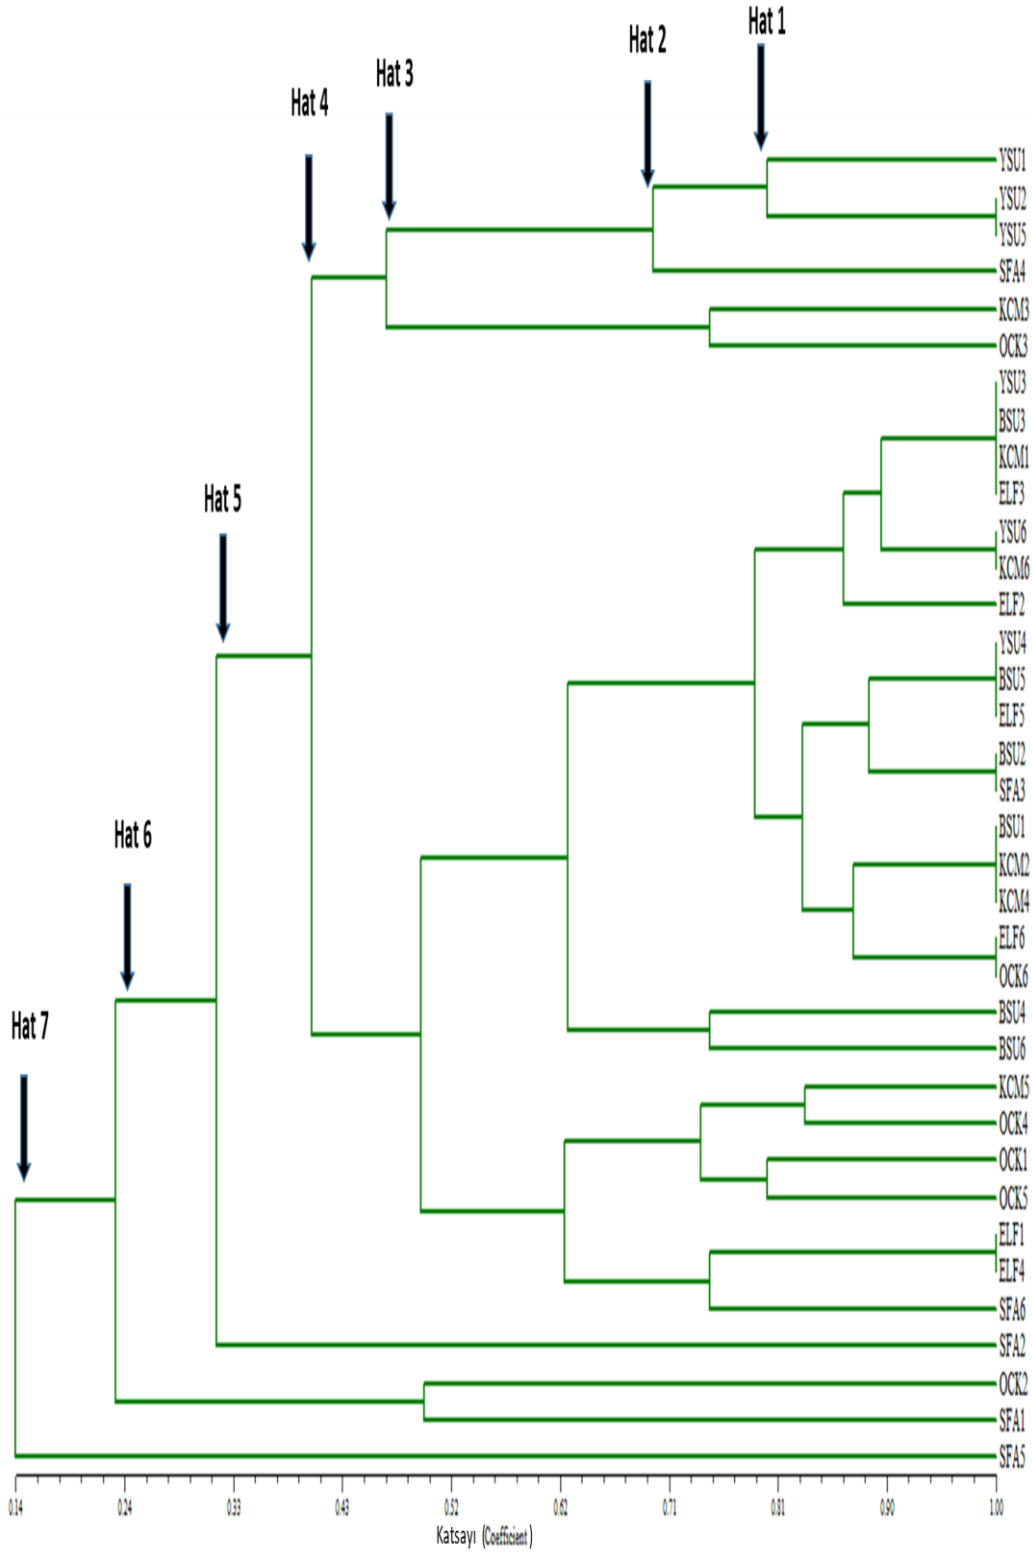 Hat 1
Hat 2
Hat 3
Hat 4
YSU1
YSU2
YSU5
SFA4
KCM3
OCK3
YSU3
BSU3
KCM1
ELF3
Hat 5
YSU6
KCM6
ELF2
YSU4
BSU5
ELF5
BSU2
SFA3
BSU1
Hat 6
KCM2
KCM4
ELF6
OCK6
BSU4
Hat 7
BSU6
KCM5
OCK4
OCK1
OCK5
ELF1
ELF4
SFA6
SFA2
OCK2
SFA1
SFA5
0.14 0.24 0.33 0.43 0.52 0.62 0.71 0.81 0.90 1.00
Katsayı (Coefficient)